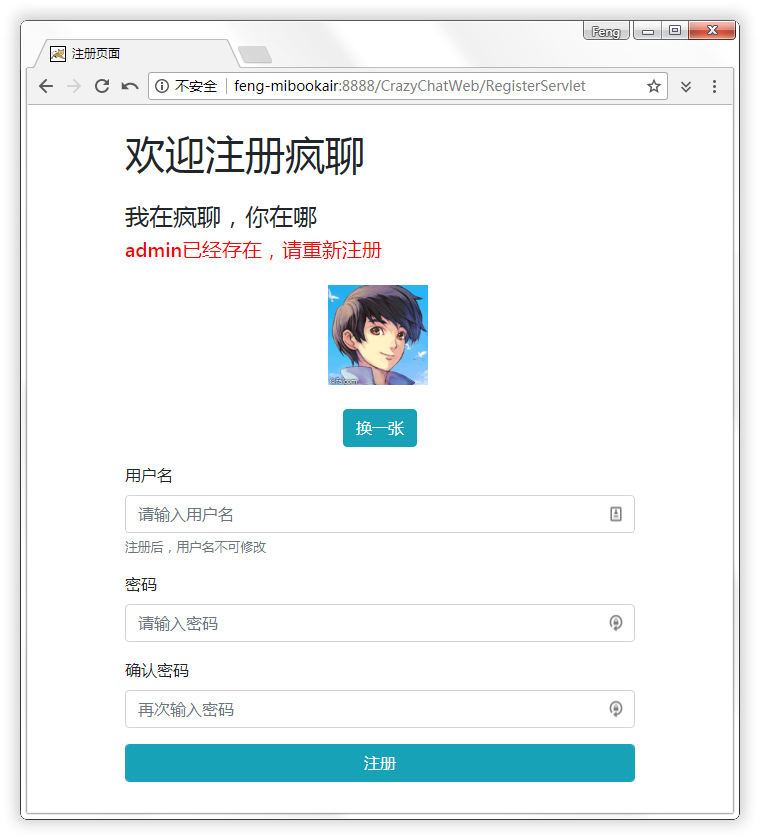 Feng
注册页面
不安全 feng-mibookair:8888/CrazyChatWeb/RegisterServlet
欢迎注册疯聊
我在疯聊，你在哪
admin已经存在，请重新注册
换一张
用户名
请输入用户名
注册后，用户名不可修改
密码
请输入密码
确认密码
再次输入密码
注册